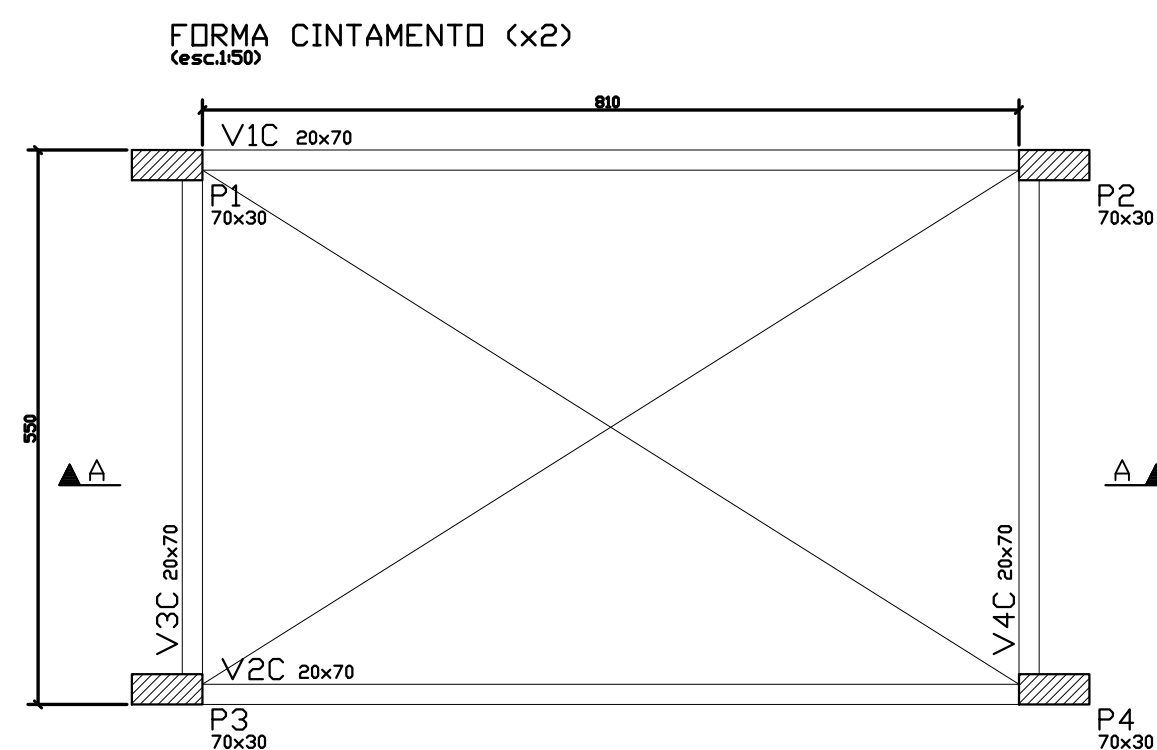 FORMA CINTAMENTO (x2)
(esc.1:50)
810
V1C 20x70
P1
70x30
P2
70x30
550
A
A
V3C 20x70
V4C 20x70
V2C 20x70
P3
70x30
P4
70x30